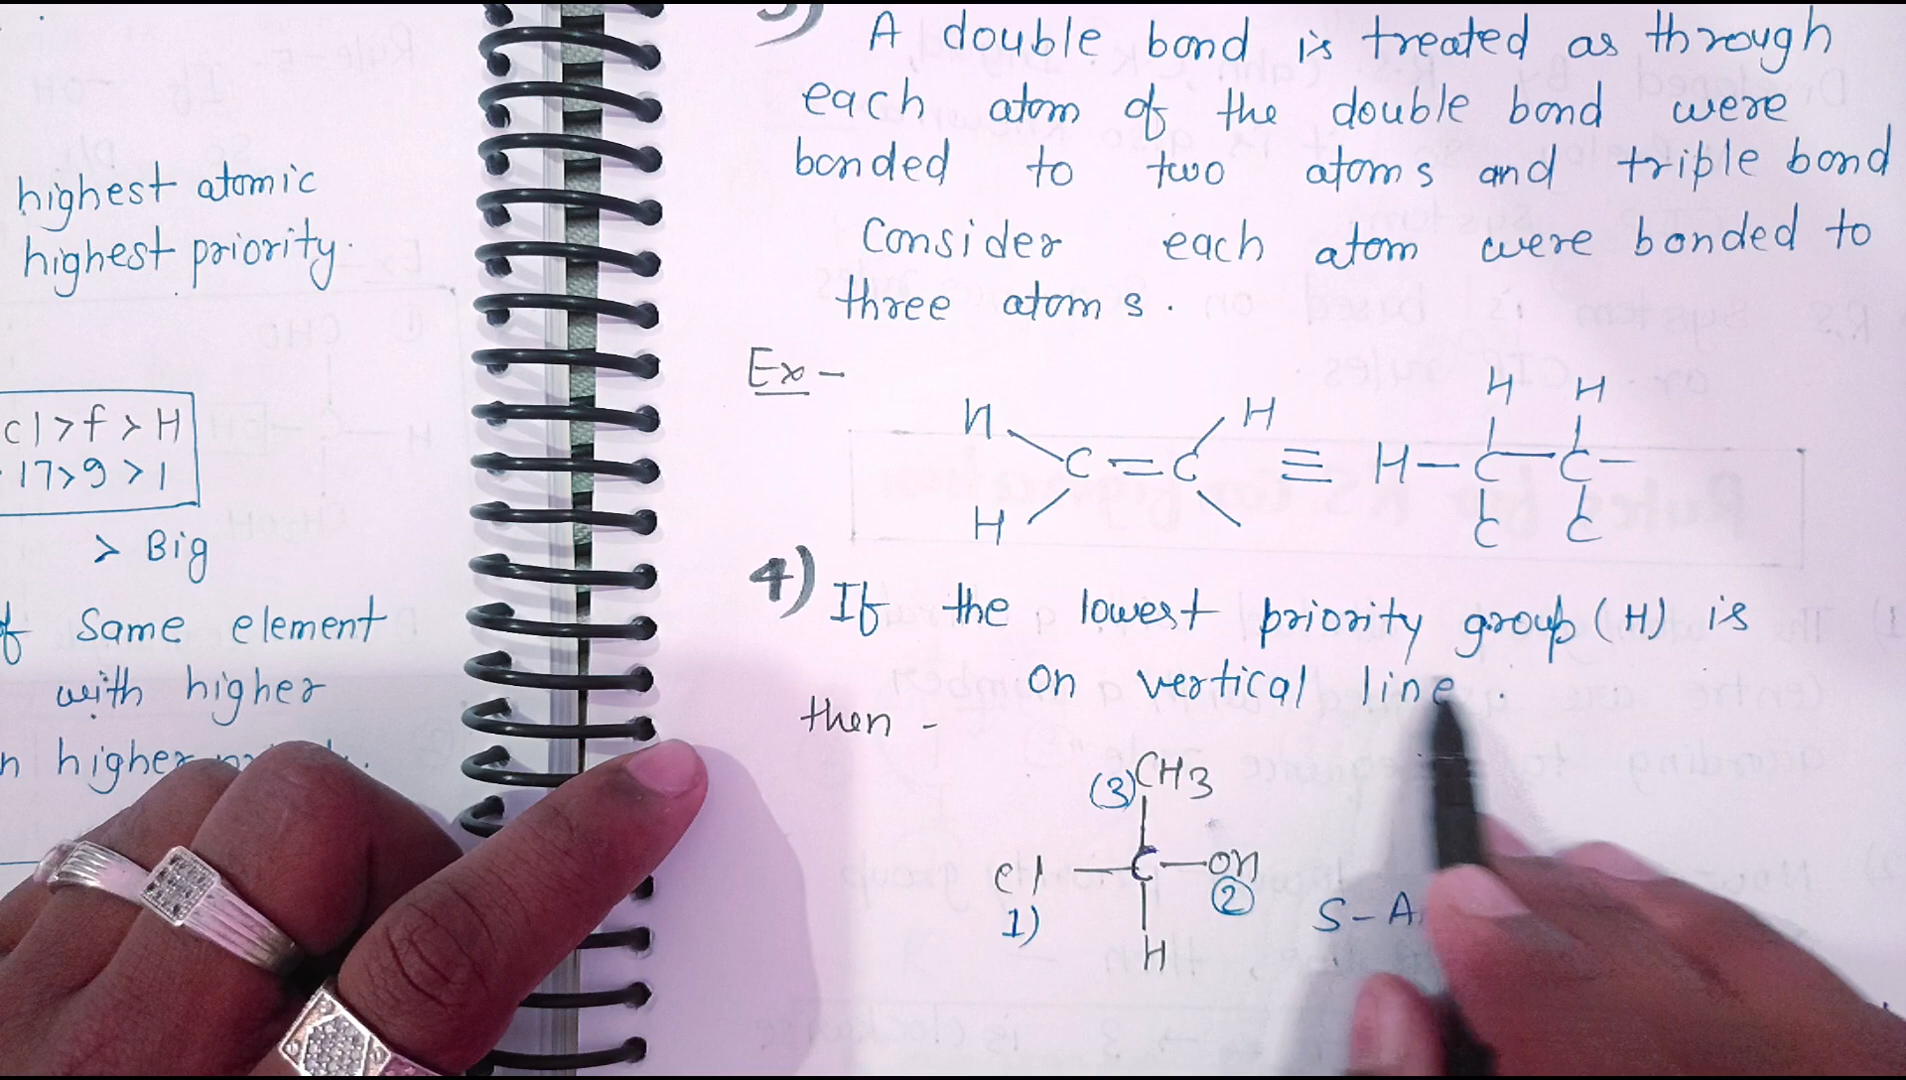 highest atomic
highest priority.
cl > f > H
17 > 9 > 1
> Big
of same element
with higher
higher
3)
A double bond is treated as through
each atom of the double bond were
bonded to two atoms and triple bond
Consider each atom were bonded to
three atoms.
Ex -
H H H H
C = C ≡ H - C - C -
H C C
4) If the lowest priority group (H) is
on vertical line.
then -
(3) CH3
cl - C - OH
1) (2) S-A
H